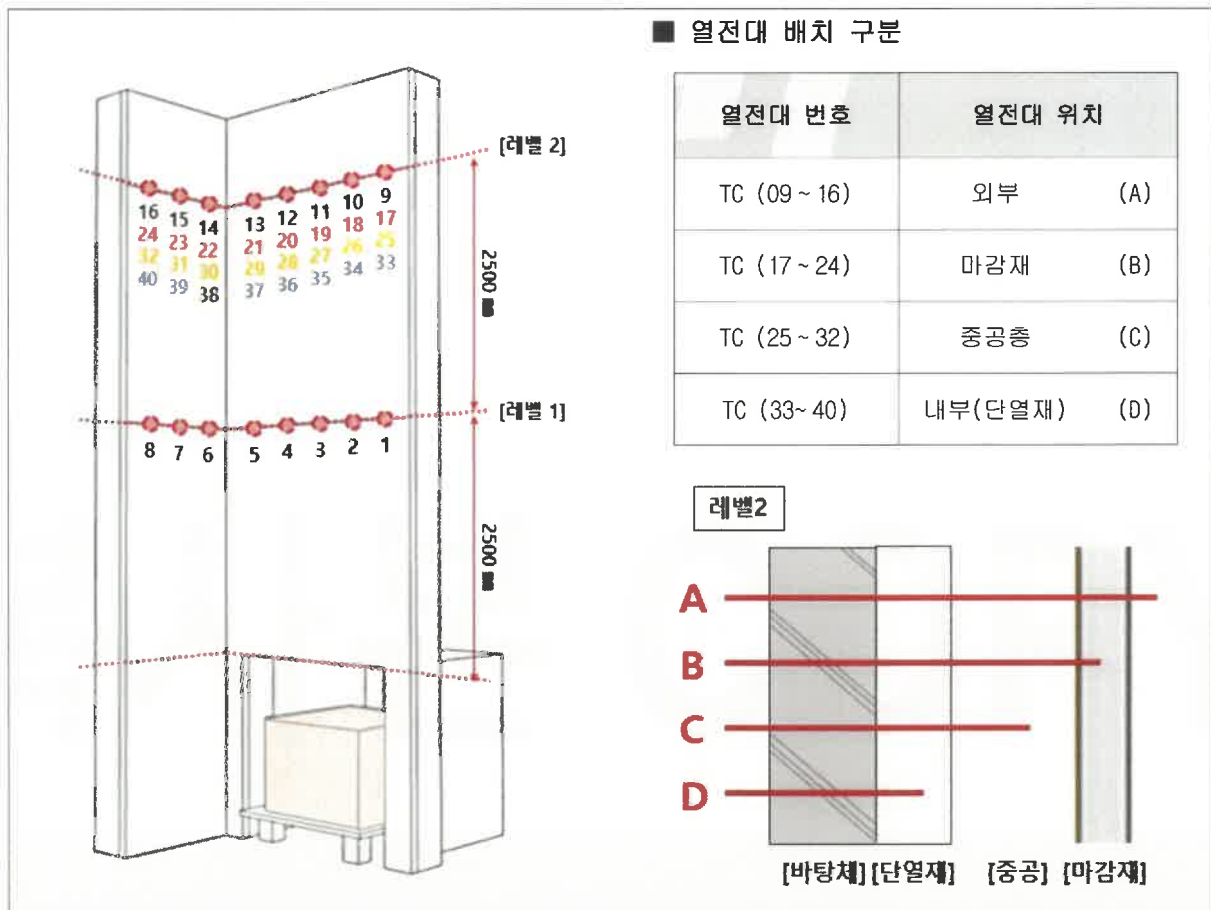 ■ 열전대 배치 구분
열전대 번호 열전대 위치
TC (09 ~ 16) 외부 (A)
TC (17 ~ 24) 마감재 (B)
TC (25 ~ 32) 중공층 (C)
TC (33~ 40) 내부(단열재) (D)
[레벨 2]
16 15 14 13 12 11 10 9
24 23 22 21 20 19 18 17
32 31 30 29 28 27 26 25
40 39 38 37 36 35 34 33
2500 ㎜
[레벨 1]
8 7 6 5 4 3 2 1
2500 ㎜
레벨2
A
B
C
D
[바탕체] [단열재] [중공] [마감재]